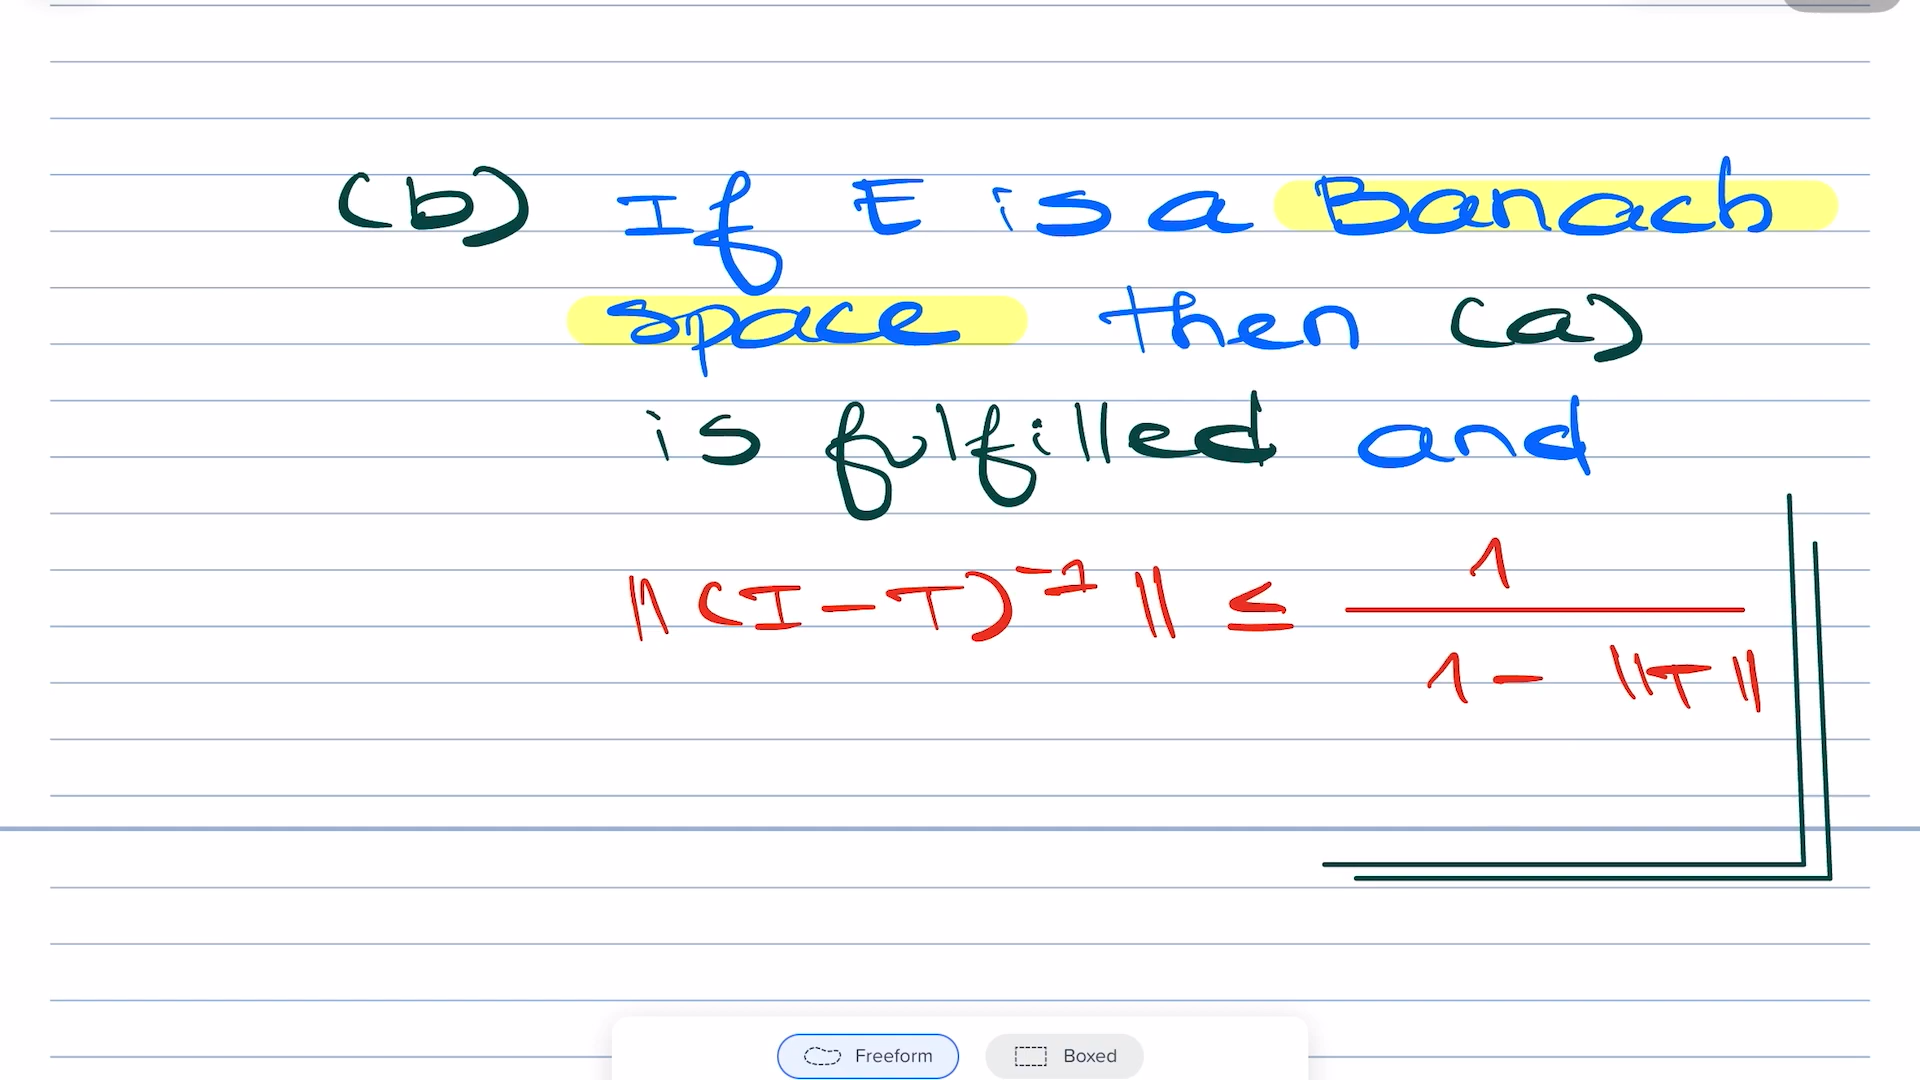 (b) If E is a Banach
space then (a)
is fulfilled and
‖(I-T)⁻¹‖ ≤ 1 / (1 - ‖T‖)
Freeform Boxed